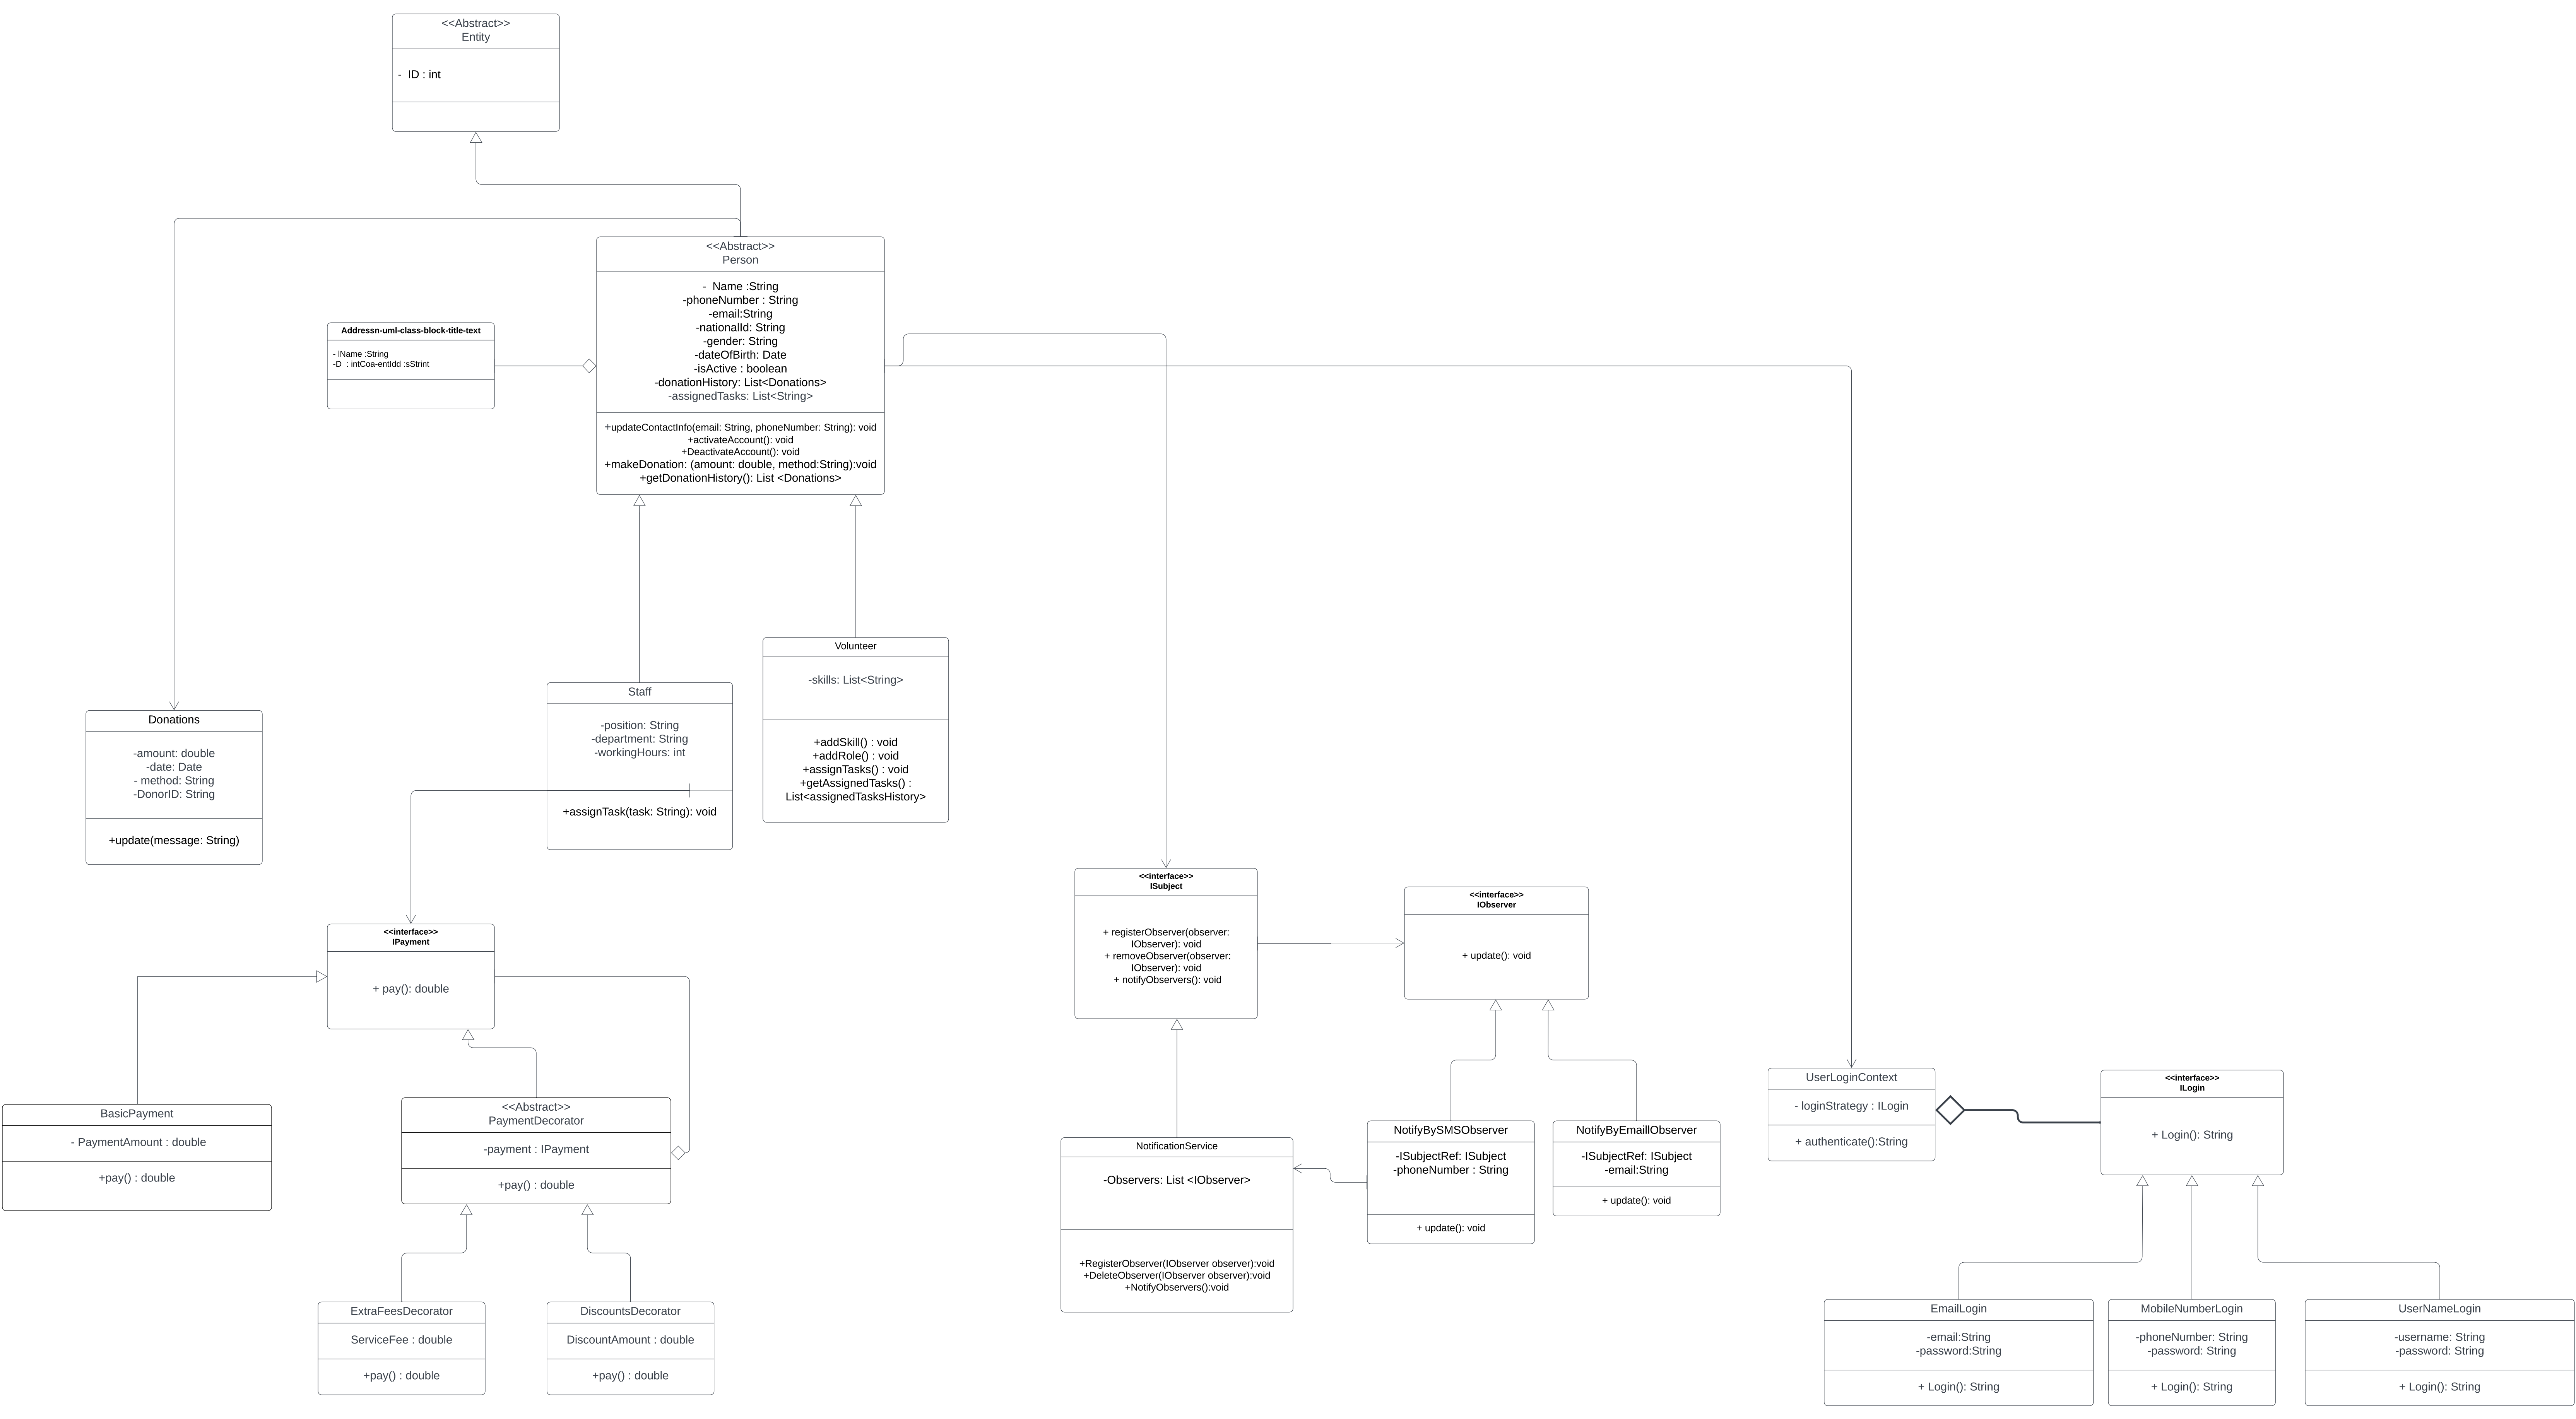 <<Abstract>>
Entity
-  ID : int
<<Abstract>>
Person
-  Name :String
-phoneNumber : String
-email:String
-nationalId: String
-gender: String
-dateOfBirth: Date
-isActive : boolean
-donationHistory: List<Donations>
-assignedTasks: List<String>
+updateContactInfo(email: String, phoneNumber: String): void
+activateAccount(): void
+DeactivateAccount(): void
+makeDonation: (amount: double, method:String):void
+getDonationHistory(): List <Donations>
Addressn-uml-class-block-title-text
- lName :String
-D  : intCoa-entIdd :sStrint
Volunteer
-skills: List<String>
+addSkill() : void
+addRole() : void
+assignTasks() : void
+getAssignedTasks() :
List<assignedTasksHistory>
Staff
-position: String
-department: String
-workingHours: int
+assignTask(task: String): void
Donations
-amount: double
-date: Date
- method: String
-DonorID: String
+update(message: String)
<<interface>>
IPayment
+ pay(): double
BasicPayment
- PaymentAmount : double
+pay() : double
<<Abstract>>
PaymentDecorator
-payment : IPayment
+pay() : double
ExtraFeesDecorator
ServiceFee : double
+pay() : double
DiscountsDecorator
DiscountAmount : double
+pay() : double
<<interface>>
ISubject
+ registerObserver(observer:
IObserver): void
+ removeObserver(observer:
IObserver): void
+ notifyObservers(): void
<<interface>>
IObserver
+ update(): void
NotificationService
-Observers: List <IObserver>
+RegisterObserver(IObserver observer):void
+DeleteObserver(IObserver observer):void
+NotifyObservers():void
NotifyBySMSObserver
-ISubjectRef: ISubject
-phoneNumber : String
+ update(): void
NotifyByEmaillObserver
-ISubjectRef: ISubject
-email:String
+ update(): void
UserLoginContext
- loginStrategy : ILogin
+ authenticate():String
<<interface>>
ILogin
+ Login(): String
EmailLogin
-email:String
-password:String
+ Login(): String
MobileNumberLogin
-phoneNumber: String
-password: String
+ Login(): String
UserNameLogin
-username: String
-password: String
+ Login(): String